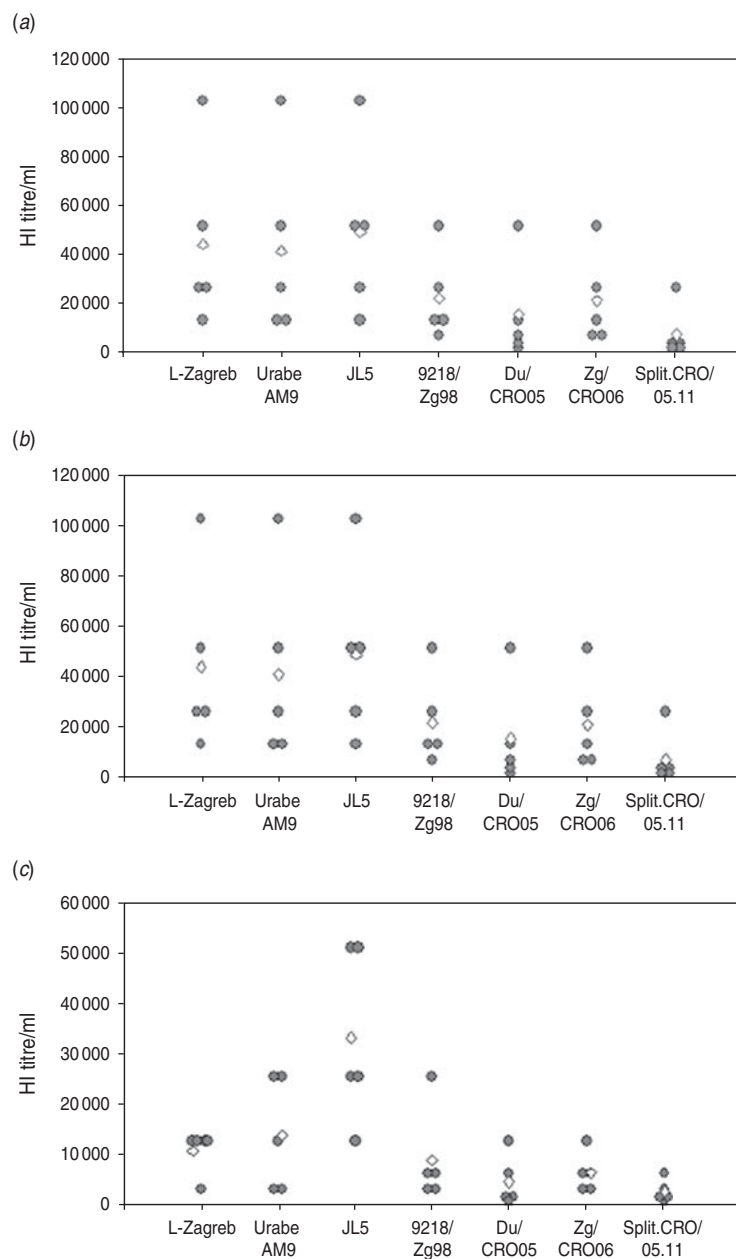 (a)
120 000
100 000
80 000
60 000
40 000
20 000
0
HI titre/ml
L-Zagreb Urabe JL5 9218/ Du/ Zg/ Split.CRO/
AM9 Zg98 CRO05 CRO06 05.11
(b)
120 000
100 000
80 000
60 000
40 000
20 000
0
HI titre/ml
L-Zagreb Urabe JL5 9218/ Du/ Zg/ Split.CRO/
AM9 Zg98 CRO05 CRO06 05.11
(c)
60 000
50 000
40 000
30 000
20 000
10 000
0
HI titre/ml
L-Zagreb Urabe JL5 9218/ Du/ Zg/ Split.CRO/
AM9 Zg98 CRO05 CRO06 05.11